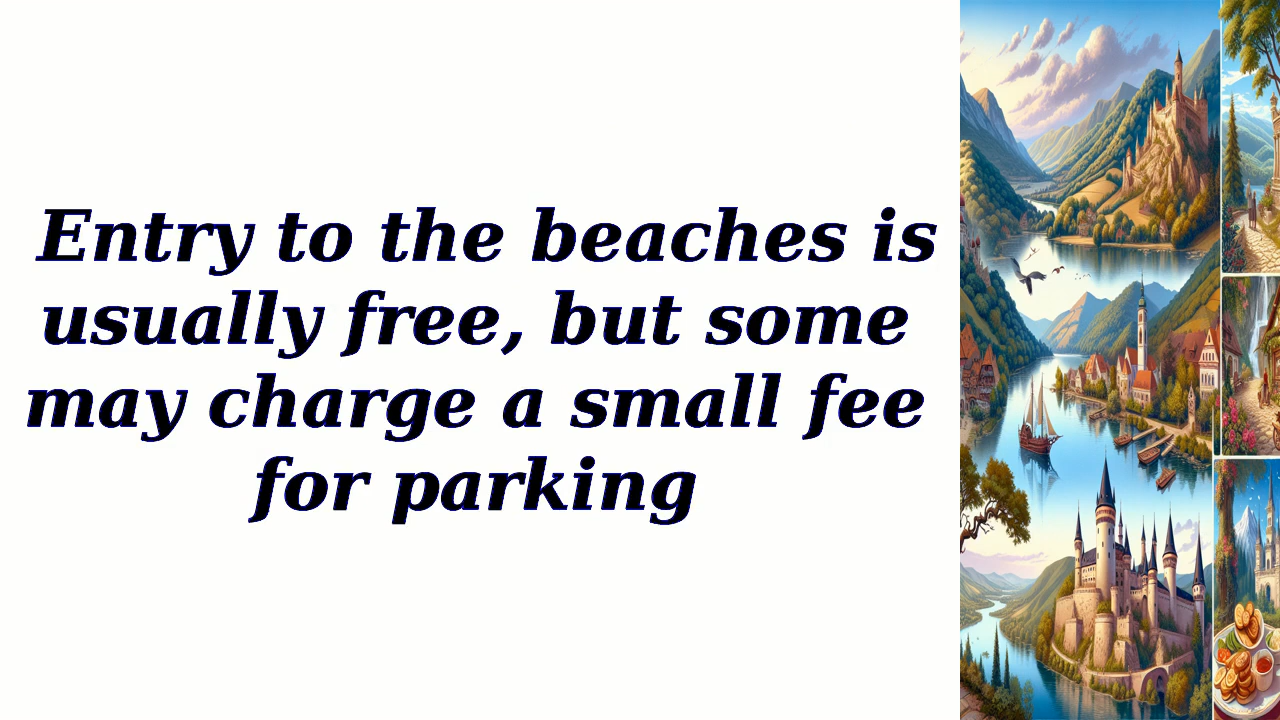 Entry to the beaches is
usually free, but some
may charge a small fee
for parking